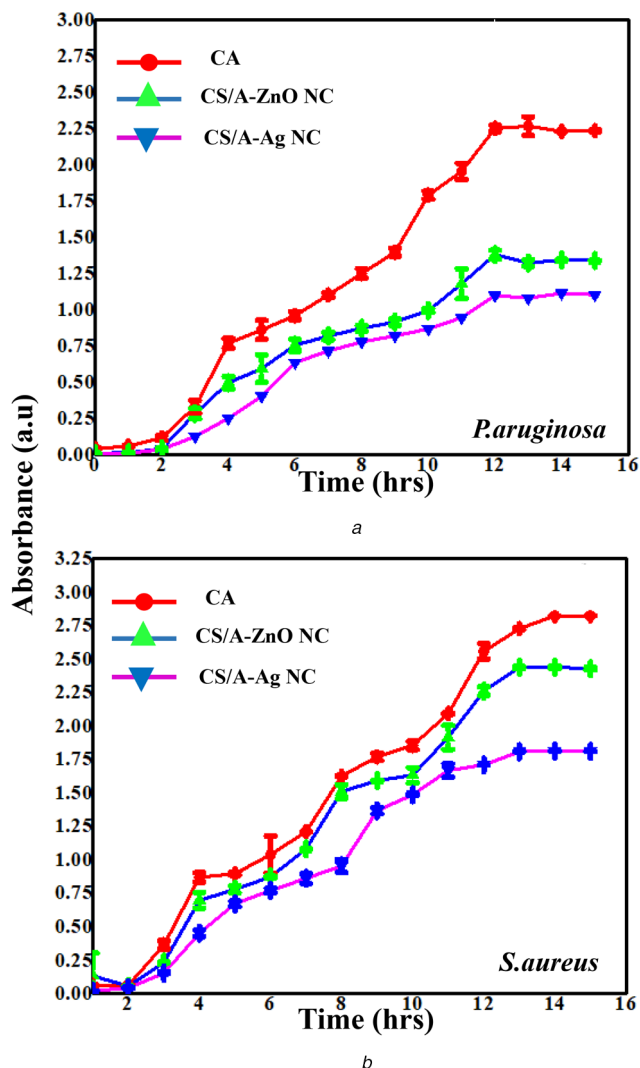 Absorbance (a.u)
3.00
2.75
2.50
2.25
2.00
1.75
1.50
1.25
1.00
0.75
0.50
0.25
0.00
CA
CS/A-ZnO NC
CS/A-Ag NC
P.aruginosa
0 2 4 6 8 10 12 14 16
Time (hrs)
a
3.25
3.00
2.75
2.50
2.25
2.00
1.75
1.50
1.25
1.00
0.75
0.50
0.25
0.00
CA
CS/A-ZnO NC
CS/A-Ag NC
S.aureus
2 4 6 8 10 12 14 16
Time (hrs)
b